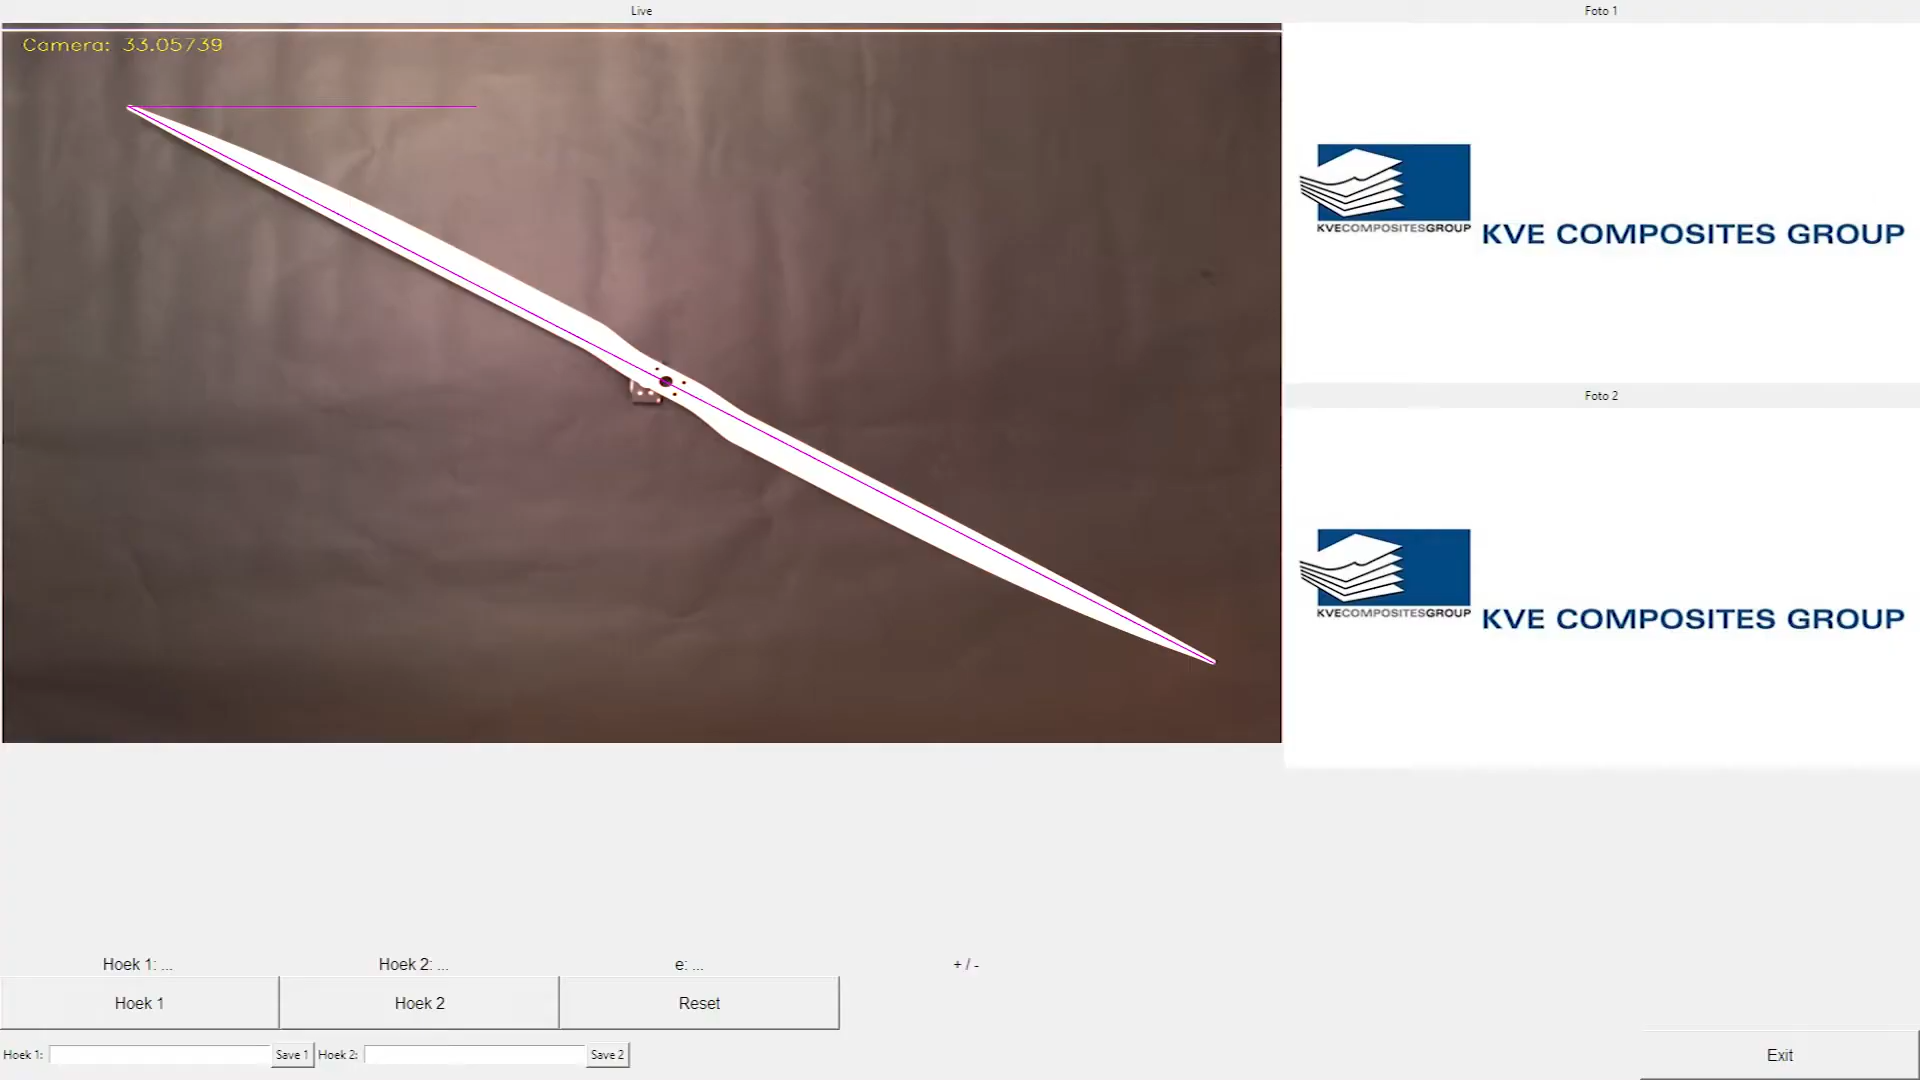 Live
Foto 1
Camera: 33.05739
KVECOMPOSITESGROUP
KVE COMPOSITES GROUP
Foto 2
KVECOMPOSITESGROUP
KVE COMPOSITES GROUP
Hoek 1: ...
Hoek 2: ...
e: ...
+ / -
Hoek 1
Hoek 2
Reset
Hoek 1:
Save 1
Hoek 2:
Save 2
Exit